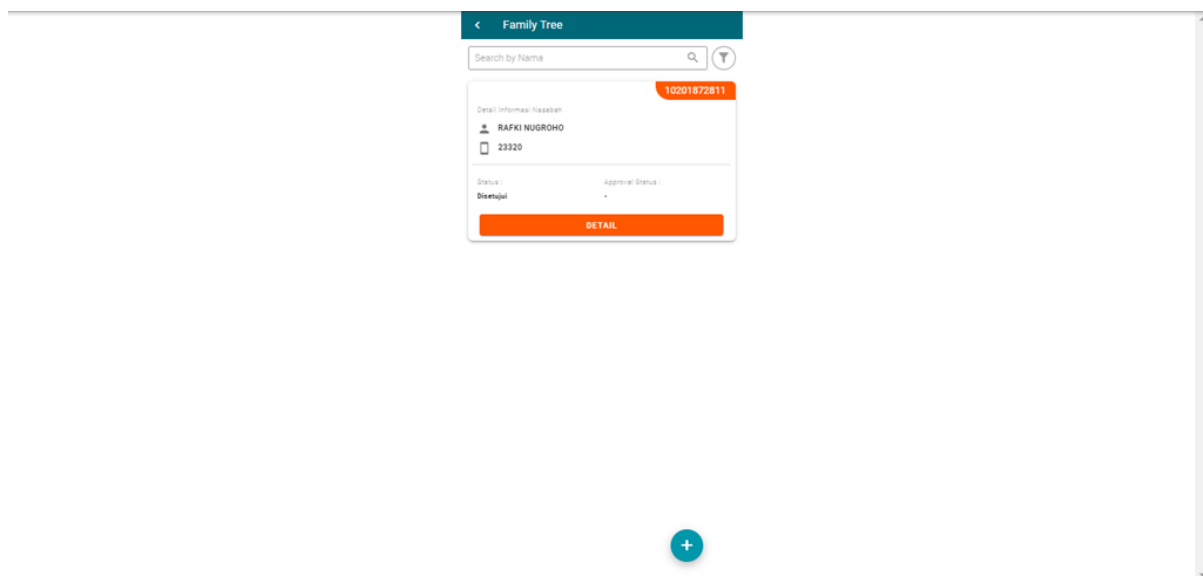 Family Tree
Search by Nama
10201872811
Detail Informasi Nasabah
RAFKI NUGROHO
23320
Status :
Approval Status :
Disetujui
-
DETAIL
+